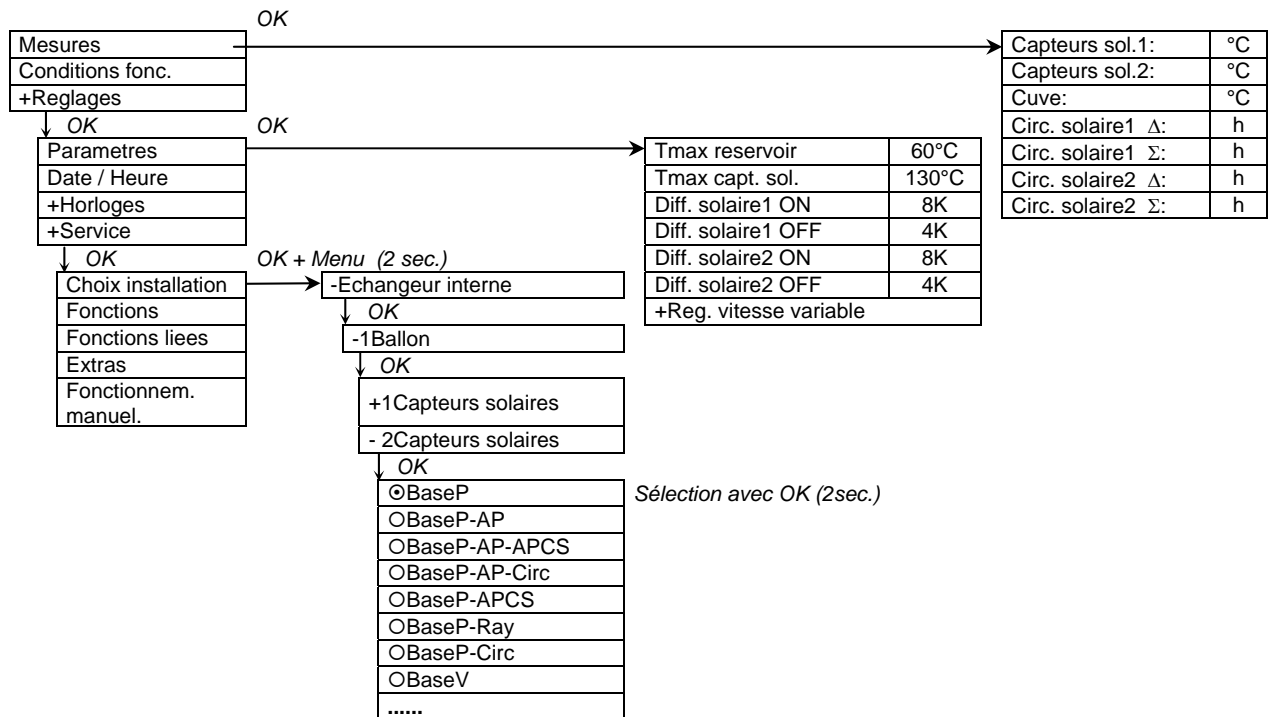 OK
Mesures
Conditions fonc.
+Reglages
Capteurs sol.1: °C
Capteurs sol.2: °C
Cuve: °C
Circ. solaire1 Δ: h
Circ. solaire1 Σ: h
Circ. solaire2 Δ: h
Circ. solaire2 Σ: h
OK OK
Parametres
Date / Heure
+Horloges
+Service
Tmax reservoir 60°C
Tmax capt. sol. 130°C
Diff. solaire1 ON 8K
Diff. solaire1 OFF 4K
Diff. solaire2 ON 8K
Diff. solaire2 OFF 4K
+Reg. vitesse variable
OK OK + Menu (2 sec.)
Choix installation
Fonctions
Fonctions liees
Extras
Fonctionnem.
manuel.
-Echangeur interne
OK
-1Ballon
OK
+1Capteurs solaires
- 2Capteurs solaires
OK
⊙BaseP Sélection avec OK (2sec.)
○BaseP-AP
○BaseP-AP-APCS
○BaseP-AP-Circ
○BaseP-APCS
○BaseP-Ray
○BaseP-Circ
○BaseV
......